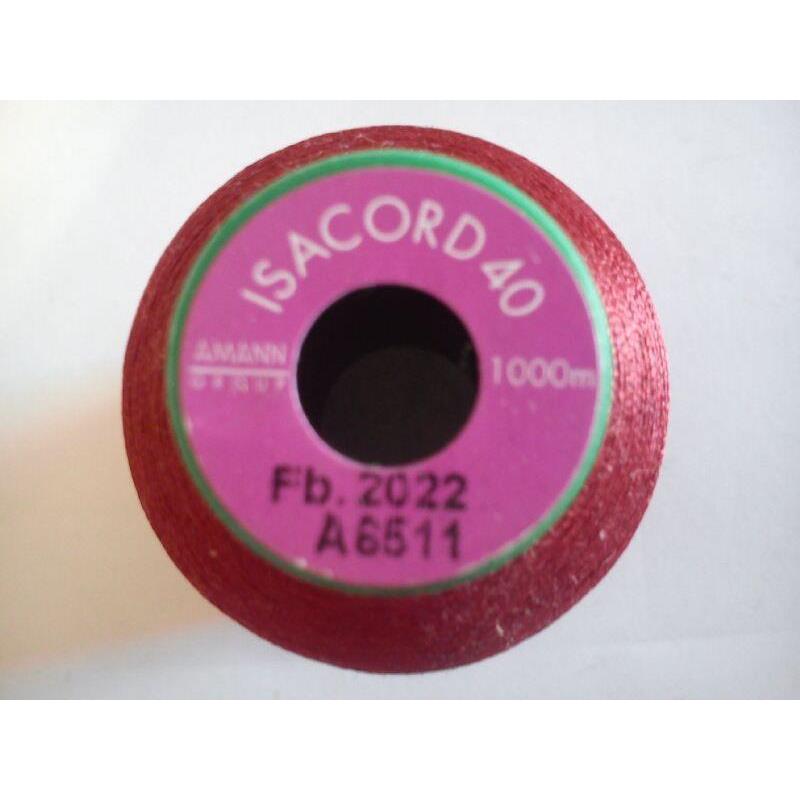 ISACORD 40
AMANN
GROUP
1000m
Fb. 2022
A6511